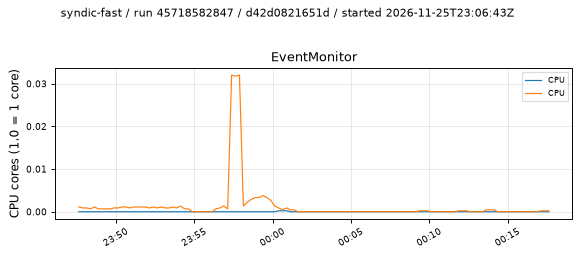 syndic-fast / run 45718582847 / d42d0821651d / started 2026-11-25T23:06:43Z
EventMonitor
CPU cores (1.0 = 1 core)
0.03
0.02
0.01
0.00
CPU
CPU
23:50
23:55
00:00
00:05
00:10
00:15